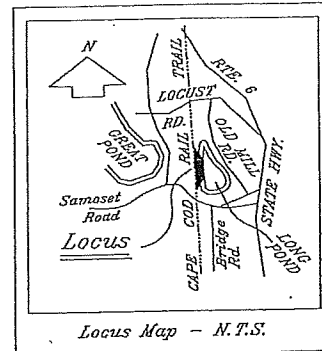 N
TRAIL
RTE. 6
LOCUST
RD.
GREAT
POND
RAIL
OLD MILL
RD.
STATE HWY.
Samoset
Road
Locus
COD
CAPE
Bridge
Rd.
LONG
POND
Locus Map - N.T.S.